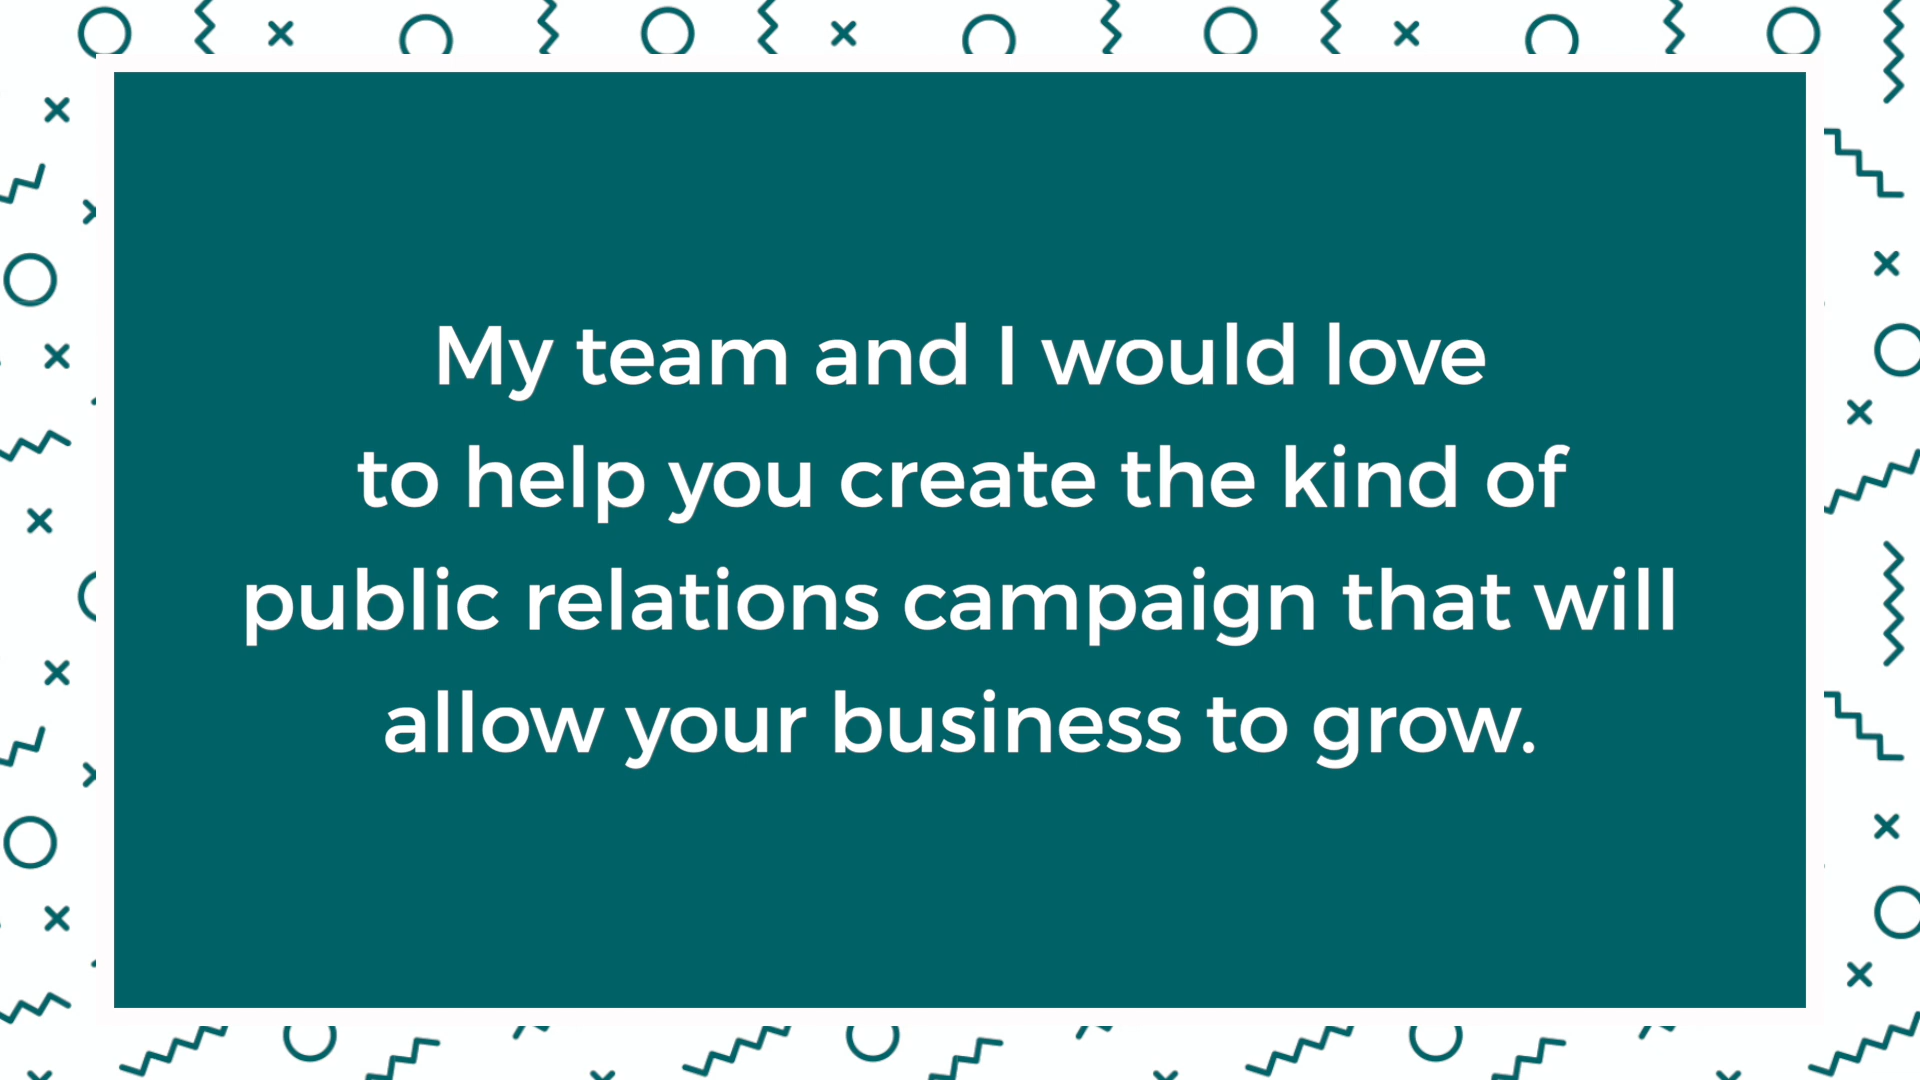 My team and I would love
to help you create the kind of
public relations campaign that will
allow your business to grow.